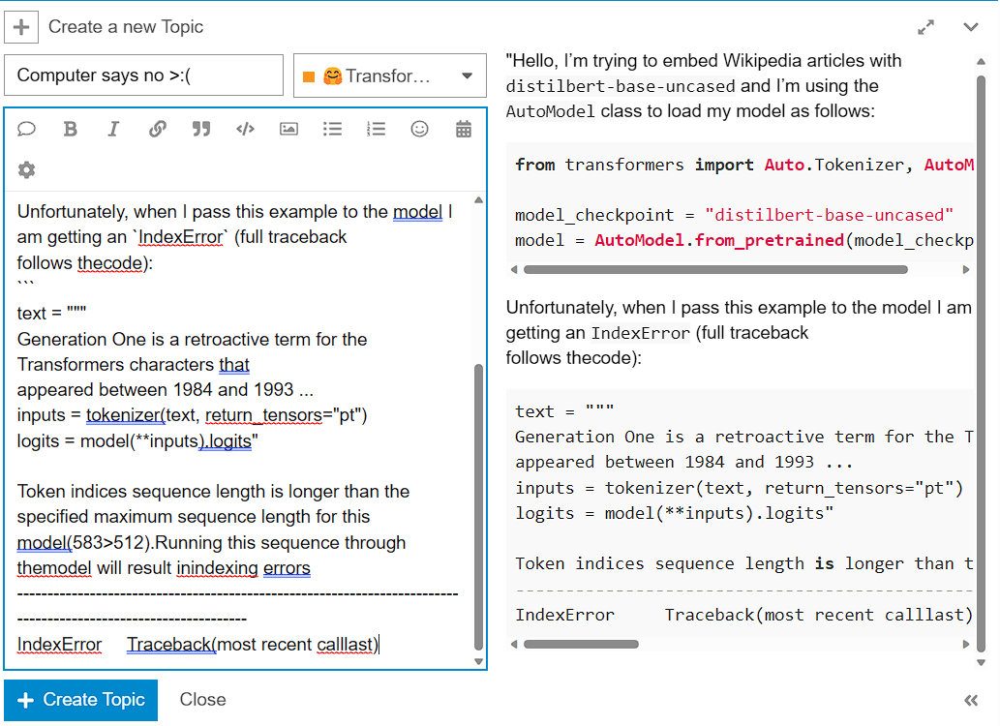 Create a new Topic
Computer says no >:(
🤗 Transfor…
Unfortunately, when I pass this example to the model I
am getting an `IndexError` (full traceback
follows thecode):
```
text = """
Generation One is a retroactive term for the
Transformers characters that
appeared between 1984 and 1993 ...
inputs = tokenizer(text, return_tensors="pt")
logits = model(**inputs).logits"
Token indices sequence length is longer than the
specified maximum sequence length for this
model(583>512).Running this sequence through
themodel will result inindexing errors
-------------------------------------------------------------------------
--------------------------------------
IndexError     Traceback(most recent calllast)
+ Create Topic
Close
"Hello, I’m trying to embed Wikipedia articles with
distilbert-base-uncased and I’m using the
AutoModel class to load my model as follows:
from transformers import Auto.Tokenizer, AutoM
model_checkpoint = "distilbert-base-uncased"
model = AutoModel.from_pretrained(model_checkp
Unfortunately, when I pass this example to the model I am
getting an IndexError (full traceback
follows thecode):
text = """
Generation One is a retroactive term for the T
appeared between 1984 and 1993 ...
inputs = tokenizer(text, return_tensors="pt")
logits = model(**inputs).logits"
Token indices sequence length is longer than t
----------------------------------------------
IndexError     Traceback(most recent calllast)